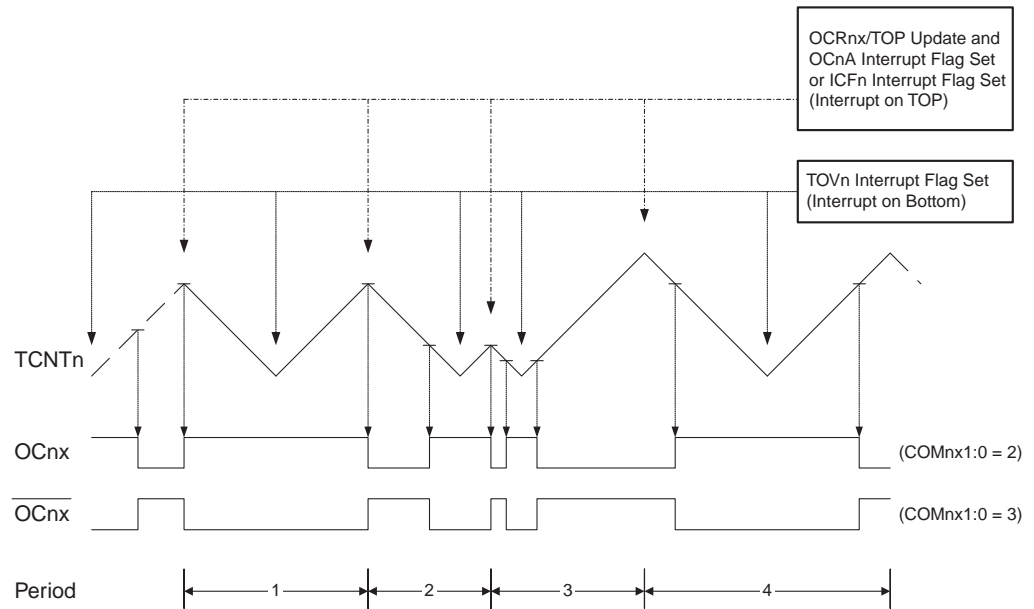 OCRnx/TOP Update and
OCnA Interrupt Flag Set
or ICFn Interrupt Flag Set
(Interrupt on TOP)
TOVn Interrupt Flag Set
(Interrupt on Bottom)
TCNTn
OCnx
(COMnx1:0 = 2)
OCnx
(COMnx1:0 = 3)
Period
1
2
3
4